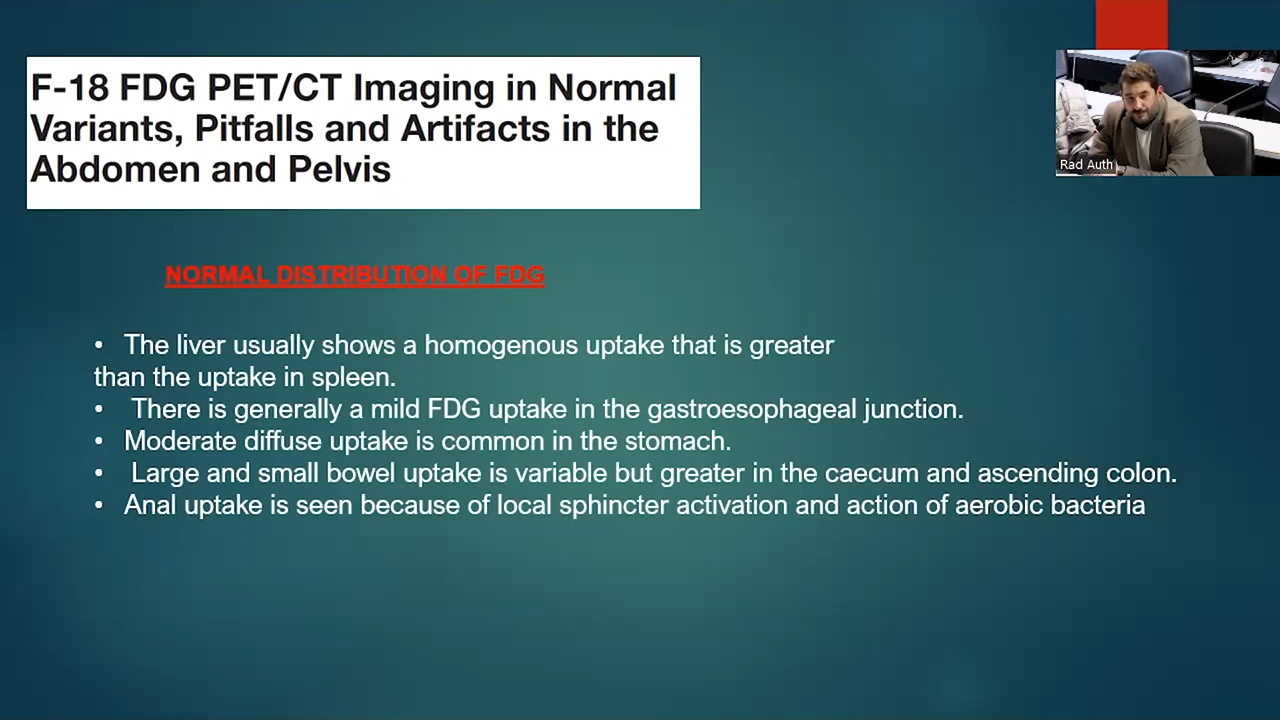 F-18 FDG PET/CT Imaging in Normal
Variants, Pitfalls and Artifacts in the
Abdomen and Pelvis
Rad Auth
NORMAL DISTRIBUTION OF FDG
• The liver usually shows a homogenous uptake that is greater
than the uptake in spleen.
• There is generally a mild FDG uptake in the gastroesophageal junction.
• Moderate diffuse uptake is common in the stomach.
• Large and small bowel uptake is variable but greater in the caecum and ascending colon.
• Anal uptake is seen because of local sphincter activation and action of aerobic bacteria